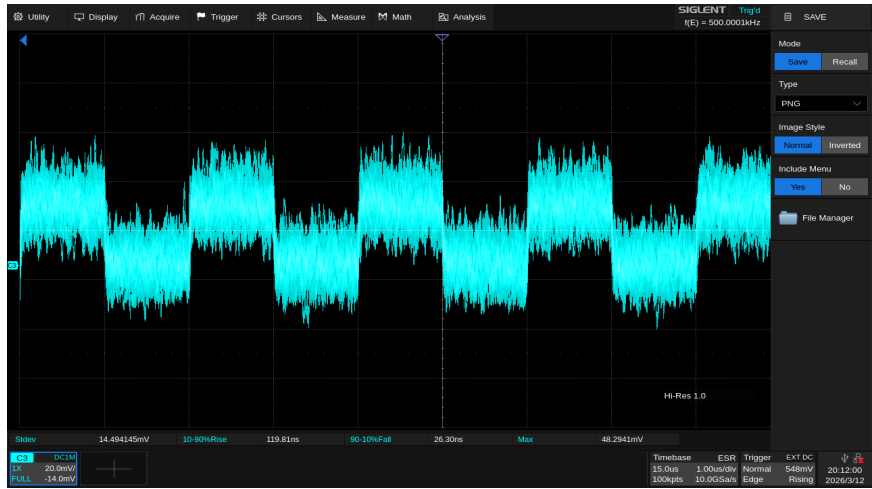 Utility Display Acquire Trigger Cursors Measure Math Analysis SIGLENT Trig'd SAVE
f(E) = 500.0001kHz
Mode
Save Recall
Type
PNG
Image Style
Normal Inverted
Include Menu
Yes No
File Manager
C3
Hi-Res 1.0
Stdev 14.494145mV 10-90%Rise 119.81ns 90-10%Fall 26.30ns Max 48.2941mV
C3 DC1M Timebase ESR Trigger EXT DC
1X 20.0mV/ 15.0us 1.00us/div Normal 548mV 20:12:00
FULL -14.0mV 100kpts 10.0GSa/s Edge Rising 2026/3/12